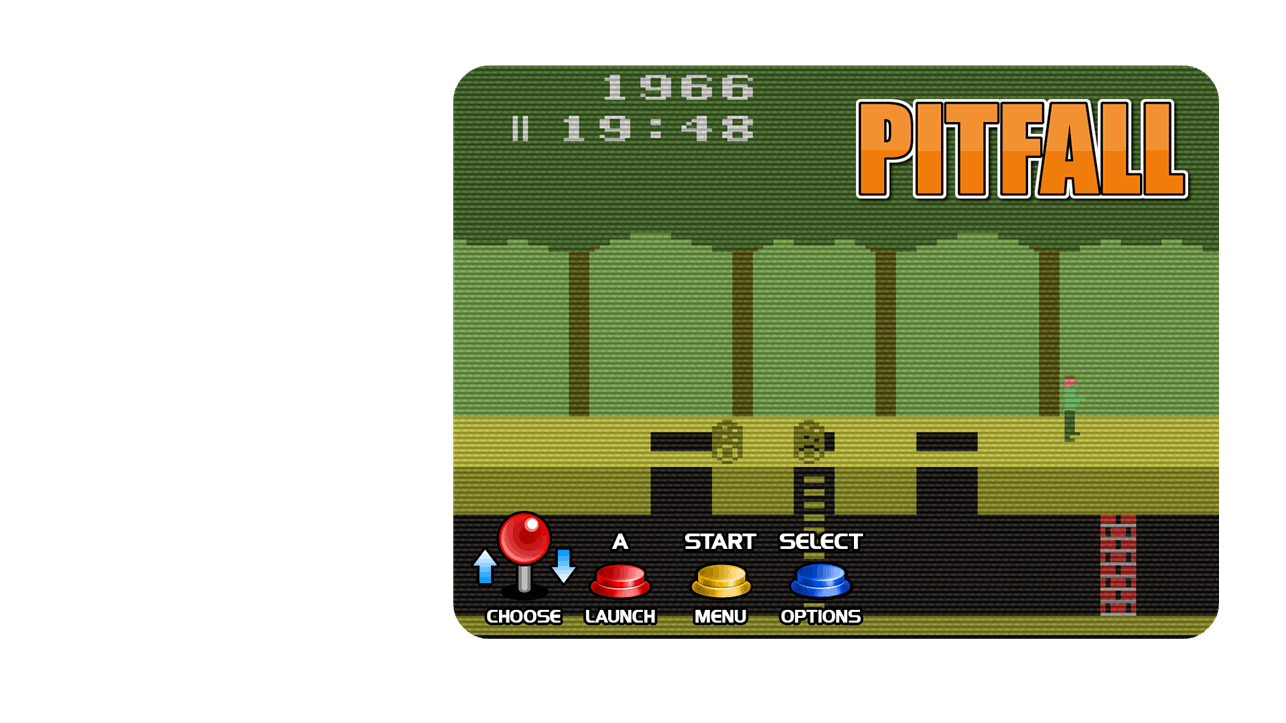 1966
|| 19:48
PITFALL
A START SELECT
CHOOSE LAUNCH MENU OPTIONS